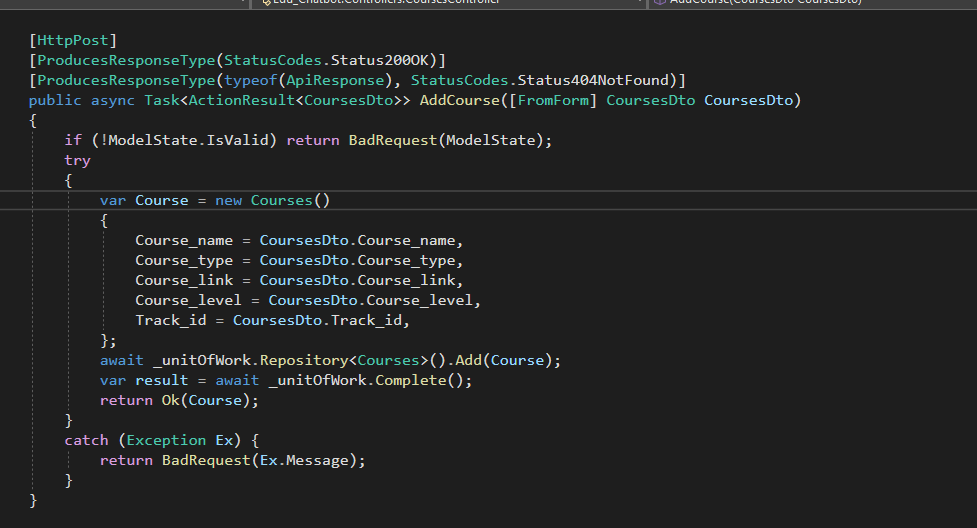 Edu_Chatbot.Controllers.CoursesController AddCourse(CoursesDto CoursesDto)
[HttpPost]
[ProducesResponseType(StatusCodes.Status200OK)]
[ProducesResponseType(typeof(ApiResponse), StatusCodes.Status404NotFound)]
public async Task<ActionResult<CoursesDto>> AddCourse([FromForm] CoursesDto CoursesDto)
{
if (!ModelState.IsValid) return BadRequest(ModelState);
try
{
var Course = new Courses()
{
Course_name = CoursesDto.Course_name,
Course_type = CoursesDto.Course_type,
Course_link = CoursesDto.Course_link,
Course_level = CoursesDto.Course_level,
Track_id = CoursesDto.Track_id,
};
await _unitOfWork.Repository<Courses>().Add(Course);
var result = await _unitOfWork.Complete();
return Ok(Course);
}
catch (Exception Ex) {
return BadRequest(Ex.Message);
}
}